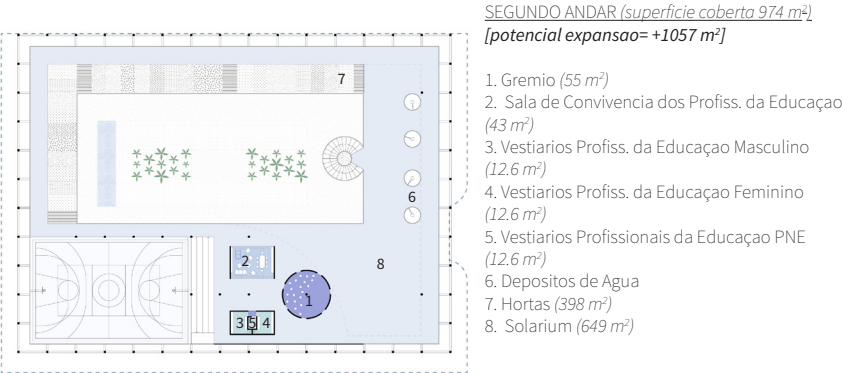 SEGUNDO ANDAR (superficie coberta 974 m²)
[potencial expansao= +1057 m²]
1. Gremio (55 m²)
2. Sala de Convivencia dos Profiss. da Educaçao
(43 m²)
3. Vestiarios Profiss. da Educaçao Masculino
(12.6 m²)
4. Vestiarios Profiss. da Educaçao Feminino
(12.6 m²)
5. Vestiarios Profissionais da Educaçao PNE
(12.6 m²)
6. Depositos de Agua
7. Hortas (398 m²)
8. Solarium (649 m²)
7
6
2
8
1
3 5 4